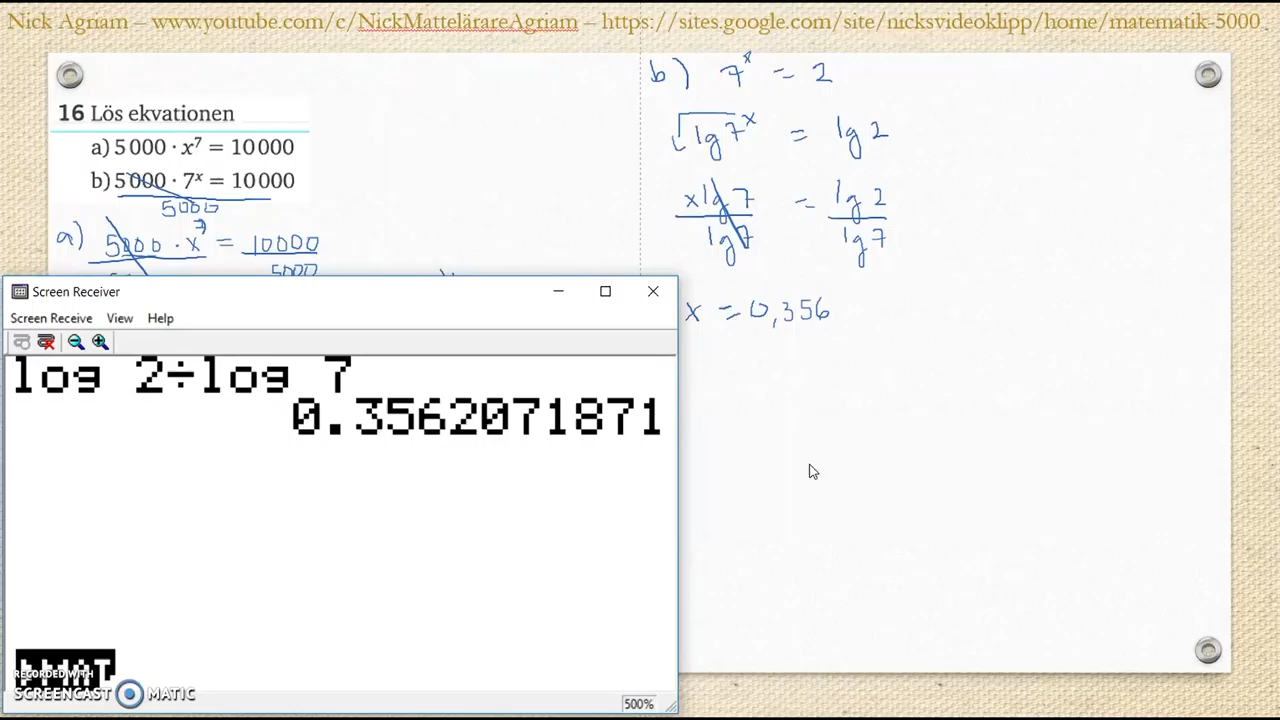 Nick Agriam – www.youtube.com/c/NickMattelärareAgriam – https://sites.google.com/site/nicksvideoklipp/home/matematik-5000
16 Lös ekvationen
a) 5 000 · x⁷ = 10 000
b) 5 000 · 7ˣ = 10 000
5000
a) 5000 · x⁷ = 10000
5000
b) 7ˣ = 2
lg 7ˣ = lg 2
x lg 7 = lg 2
lg 7 lg 7
x = 0,356
Screen Receiver
Screen Receive View Help
log 2÷log 7
0.3562071871
▶MAT
RECORDED WITH
SCREENCAST MATIC
500%